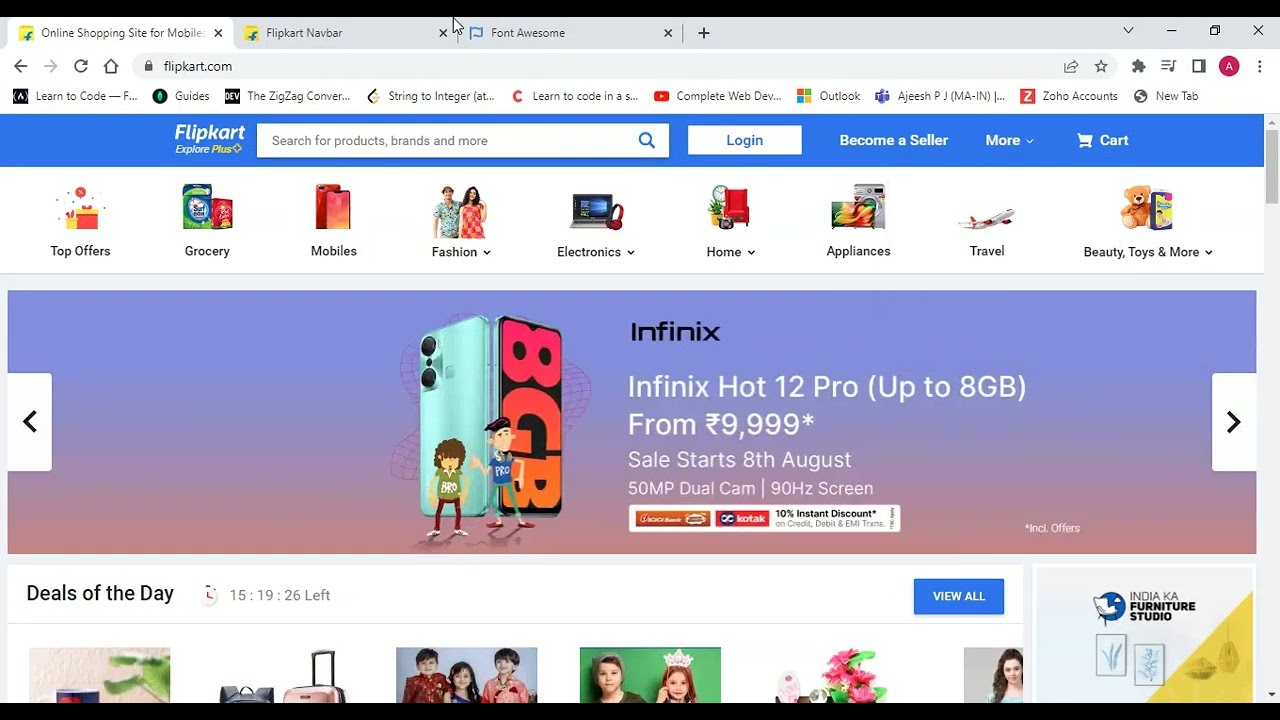 Online Shopping Site for Mobiles
Flipkart Navbar
Font Awesome
flipkart.com
A
Learn to Code — F...
Guides
DEV
The ZigZag Conver...
String to Integer (at...
Learn to code in a s...
Complete Web Dev...
Outlook
Ajeesh P J (MA-IN) |...
Zoho Accounts
New Tab
Flipkart
Explore Plus
Search for products, brands and more
Login
Become a Seller
More
Cart
Top Offers
Grocery
Mobiles
Fashion
Electronics
Home
Appliances
Travel
Beauty, Toys & More
Infinix
Infinix Hot 12 Pro (Up to 8GB)
From ₹9,999*
Sale Starts 8th August
50MP Dual Cam | 90Hz Screen
ICICI Bank
kotak
10% Instant Discount*
on Credit, Debit & EMI Trxns.
*Incl. Offers
8GB
BRO
PRO
Deals of the Day
15 : 19 : 26 Left
VIEW ALL
INDIA KA
FURNITURE
STUDIO